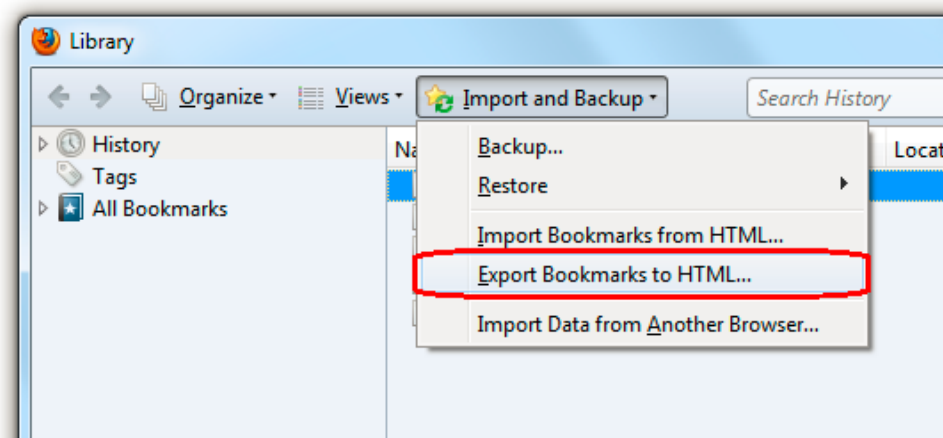 Library
Organize
Views
Import and Backup
Search History
History
Tags
All Bookmarks
Backup...
Restore
Import Bookmarks from HTML...
Export Bookmarks to HTML...
Import Data from Another Browser...